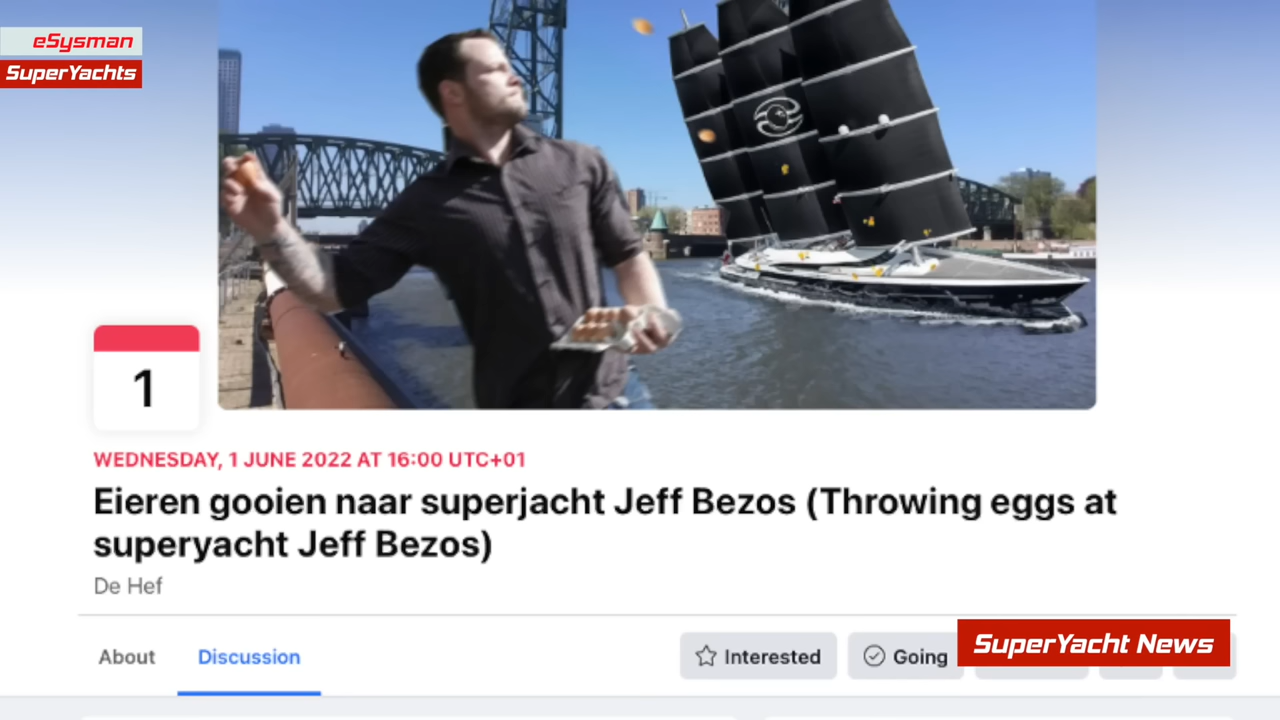 eSysman
SuperYachts
1
WEDNESDAY, 1 JUNE 2022 AT 16:00 UTC+01
Eieren gooien naar superjacht Jeff Bezos (Throwing eggs at
superyacht Jeff Bezos)
De Hef
About
Discussion
Interested
Going
SuperYacht News